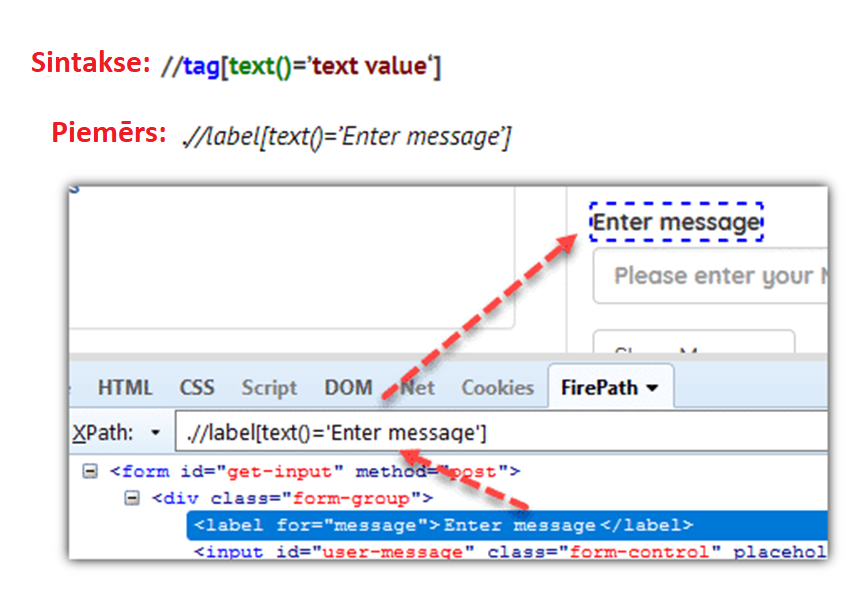 Sintakse: //tag[text()=’text value‘]
Piemērs: .//label[text()=’Enter message’]
s
Enter message
Please enter your M
HTML CSS Script DOM Net Cookies FirePath
XPath: .//label[text()='Enter message']
<form id="get-input" method="post">
<div class="form-group">
<label for="message">Enter message</label>
<input id="user-message" class="form-control" placehol